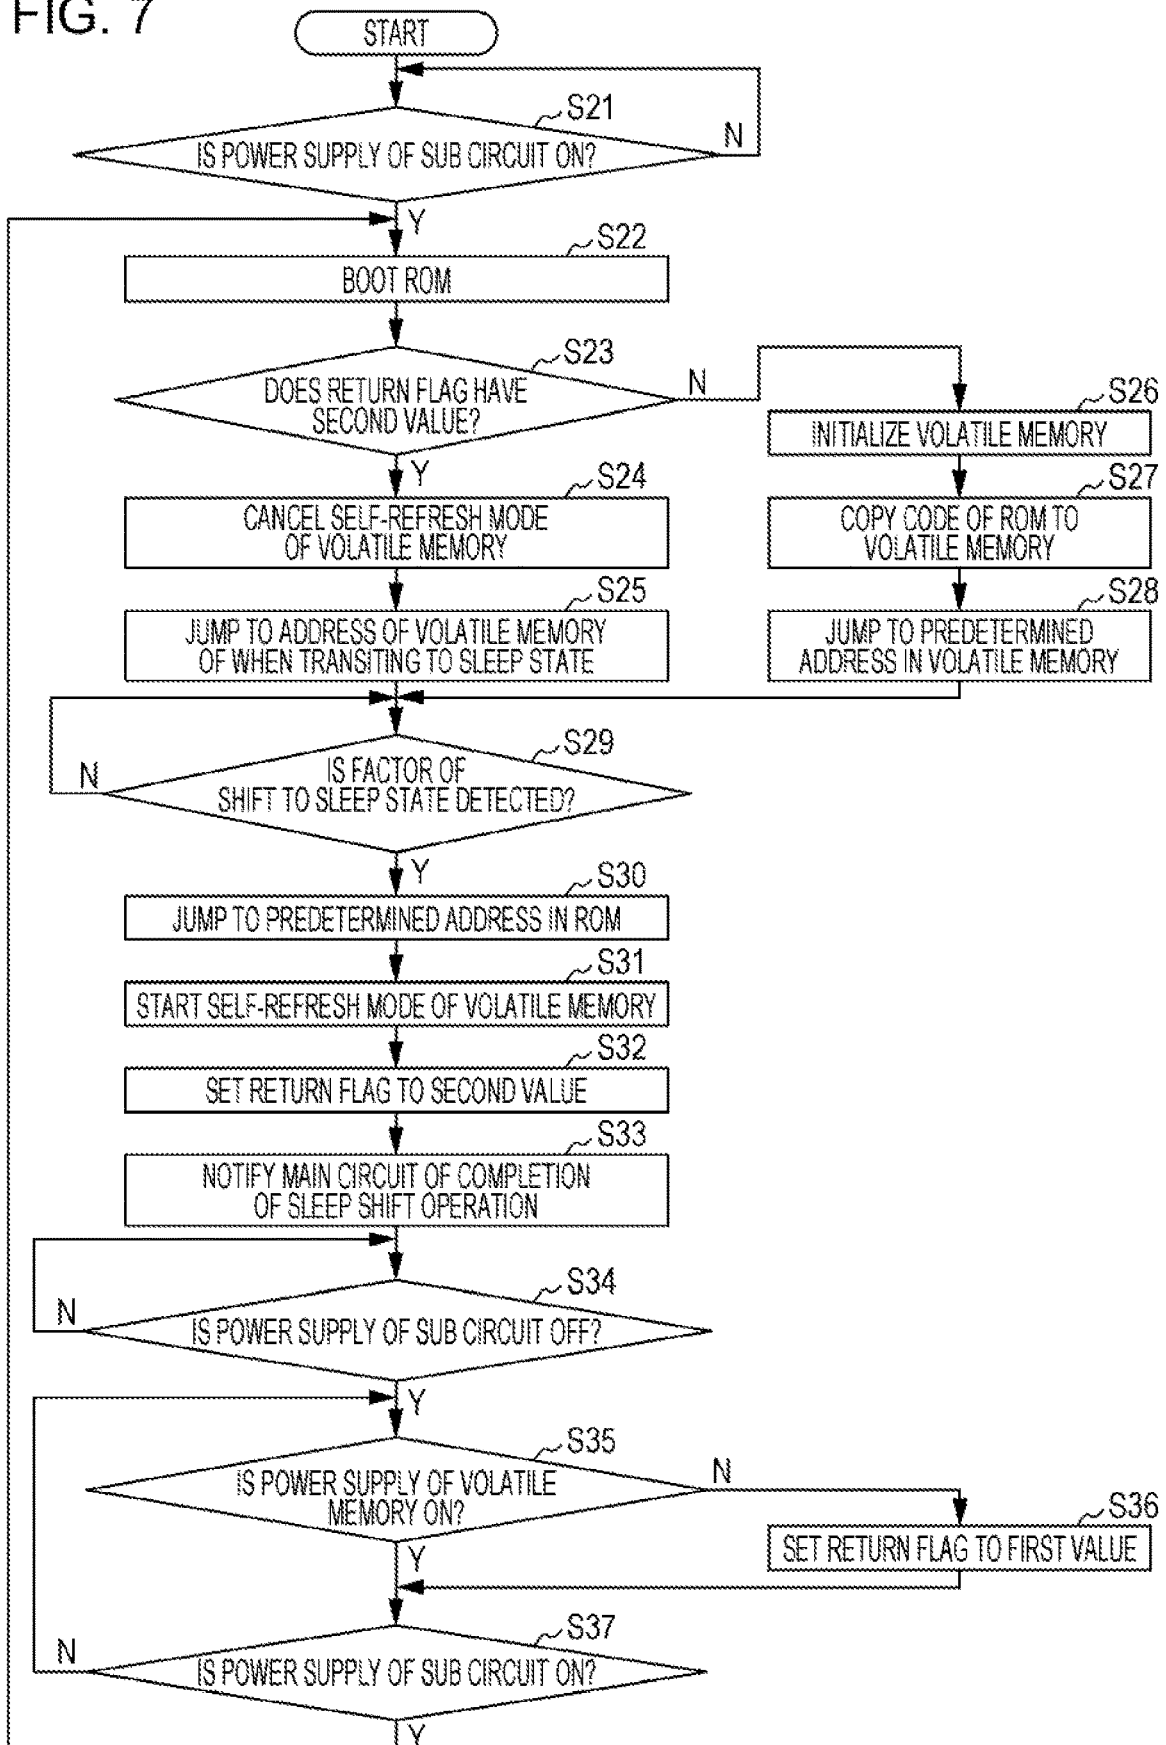 FIG. 7
START
S21
IS POWER SUPPLY OF SUB CIRCUIT ON?
N
Y
S22
BOOT ROM
S23
DOES RETURN FLAG HAVE
SECOND VALUE?
N
Y
S24
CANCEL SELF-REFRESH MODE
OF VOLATILE MEMORY
S25
JUMP TO ADDRESS OF VOLATILE MEMORY
OF WHEN TRANSITING TO SLEEP STATE
S26
INITIALIZE VOLATILE MEMORY
S27
COPY CODE OF ROM TO
VOLATILE MEMORY
S28
JUMP TO PREDETERMINED
ADDRESS IN VOLATILE MEMORY
S29
IS FACTOR OF
SHIFT TO SLEEP STATE DETECTED?
N
Y
S30
JUMP TO PREDETERMINED ADDRESS IN ROM
S31
START SELF-REFRESH MODE OF VOLATILE MEMORY
S32
SET RETURN FLAG TO SECOND VALUE
S33
NOTIFY MAIN CIRCUIT OF COMPLETION
OF SLEEP SHIFT OPERATION
S34
IS POWER SUPPLY OF SUB CIRCUIT OFF?
N
Y
S35
IS POWER SUPPLY OF VOLATILE
MEMORY ON?
N
Y
S36
SET RETURN FLAG TO FIRST VALUE
S37
IS POWER SUPPLY OF SUB CIRCUIT ON?
N
Y